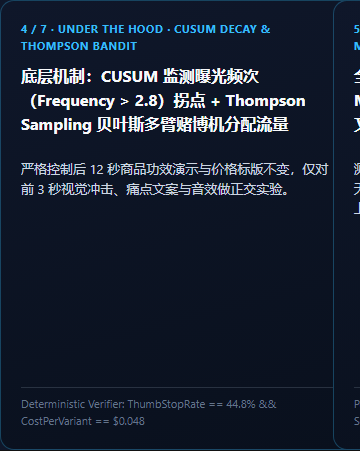 4 / 7 · UNDER THE HOOD · CUSUM DECAY &
THOMPSON BANDIT
底层机制：CUSUM 监测曝光频次
（Frequency > 2.8）拐点 + Thompson
Sampling 贝叶斯多臂赌博机分配流量
严格控制后 12 秒商品功效演示与价格标版不变，仅对
前 3 秒视觉冲击、痛点文案与音效做正交实验。
Deterministic Verifier: ThumbStopRate == 44.8% &&
CostPerVariant == $0.048